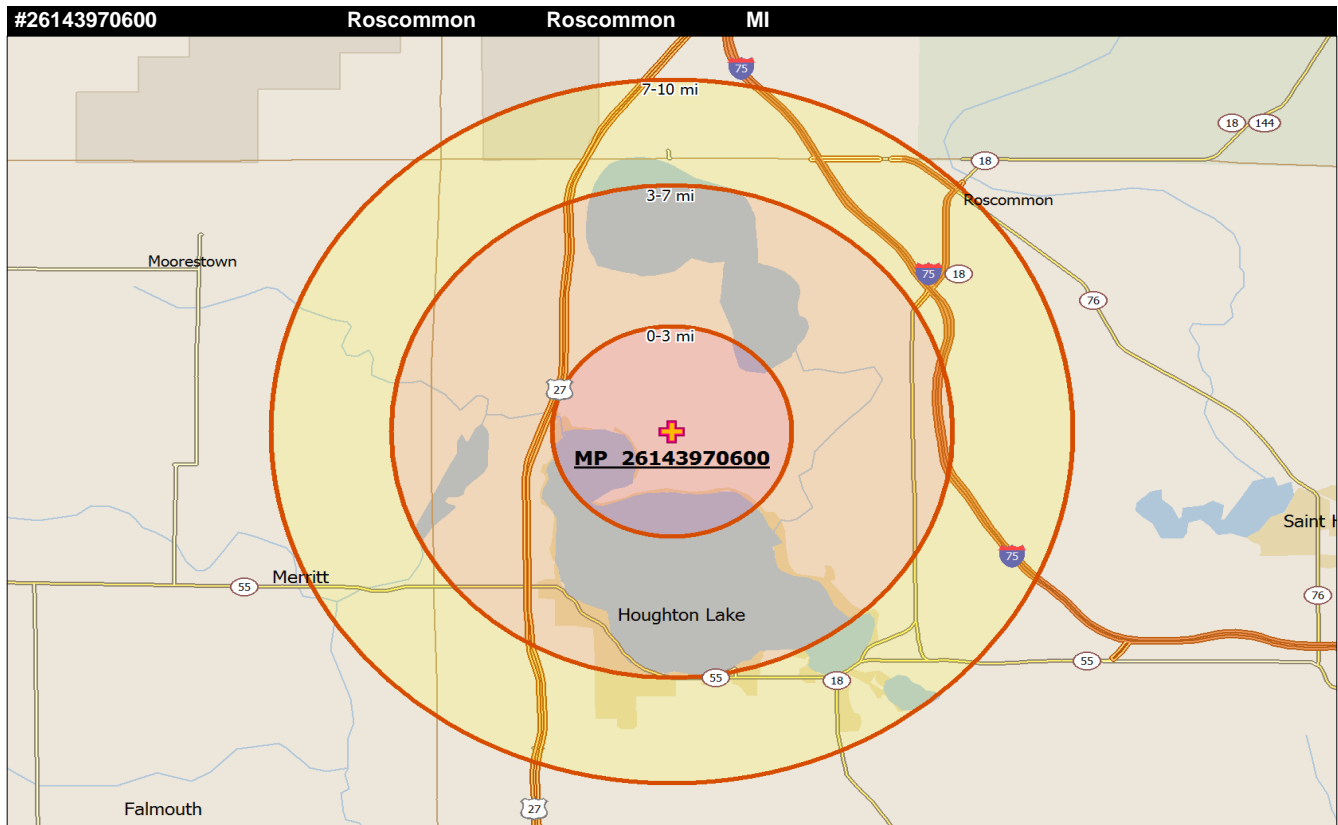 #26143970600 Roscommon Roscommon MI
75
7-10 mi
18 144
18
3-7 mi
Roscommon
Moorestown
75 18
76
0-3 mi
27
MP 26143970600
Saint H
75
Merritt
55
76
Houghton Lake
55
55
18
Falmouth
27